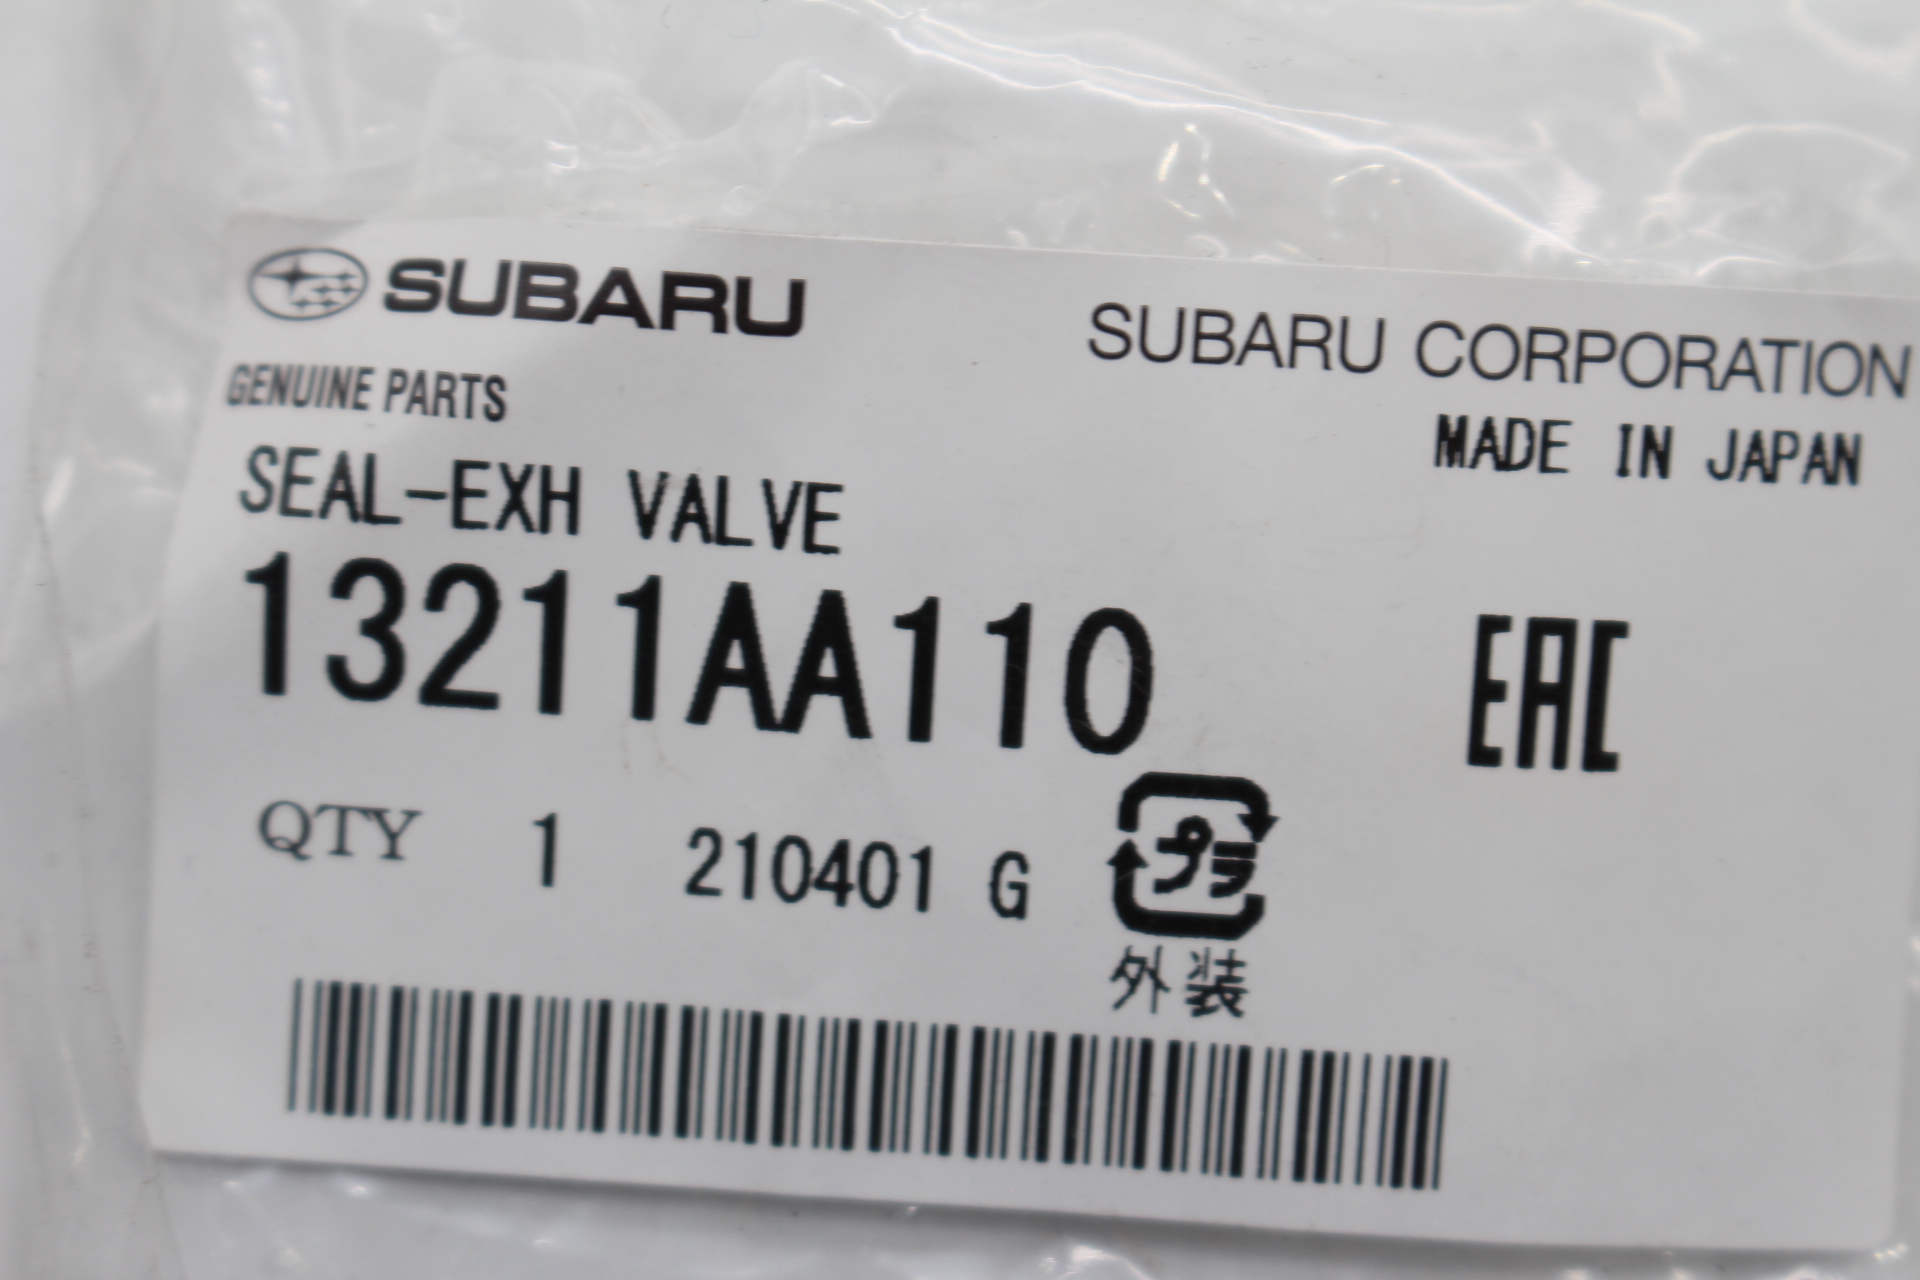 SUBARU
SUBARU CORPORATION
GENUINE PARTS
MADE IN JAPAN
SEAL-EXH VALVE
13211AA110
EAC
QTY 1 210401 G
プラ
外装